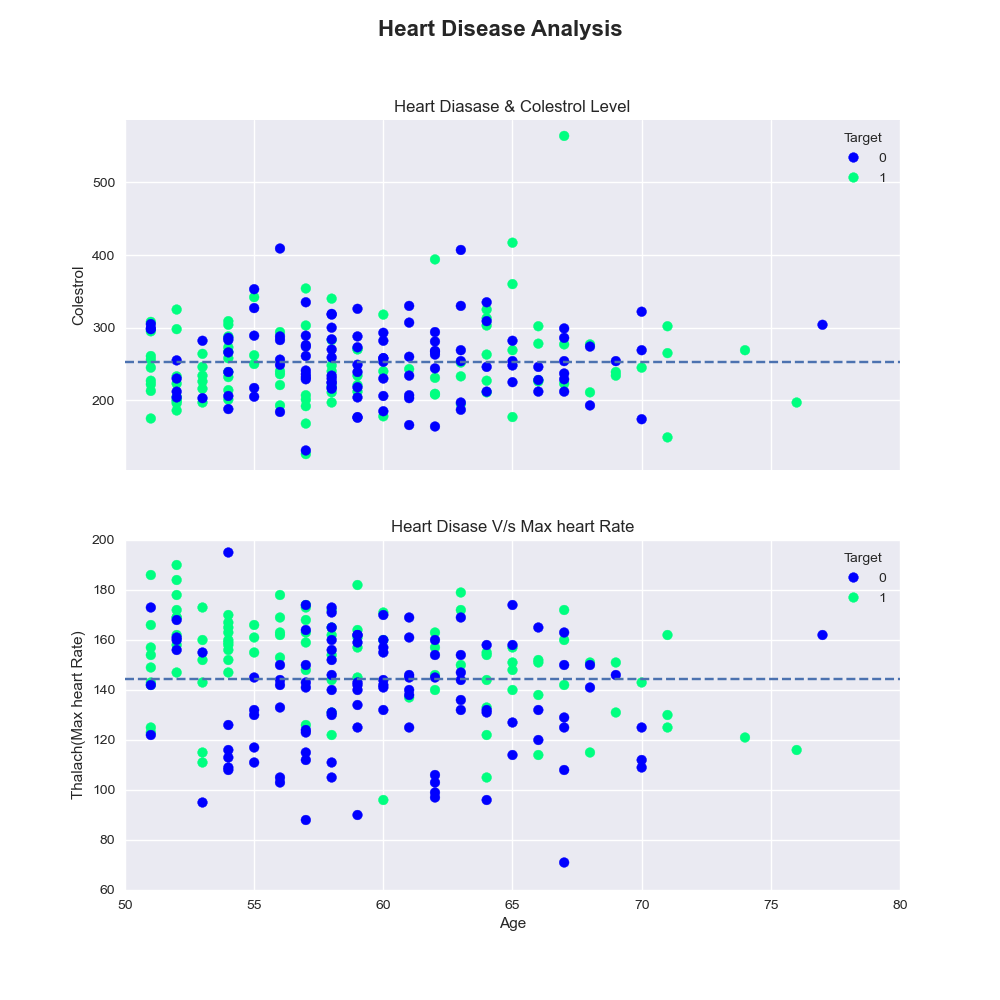 Heart Disease Analysis
Heart Diasase & Colestrol Level
Target
0
1
500
400
300
200
Colestrol
Heart Disase V/s Max heart Rate
Target
0
1
200
180
160
140
120
100
80
60
Thalach(Max heart Rate)
50 55 60 65 70 75 80
Age